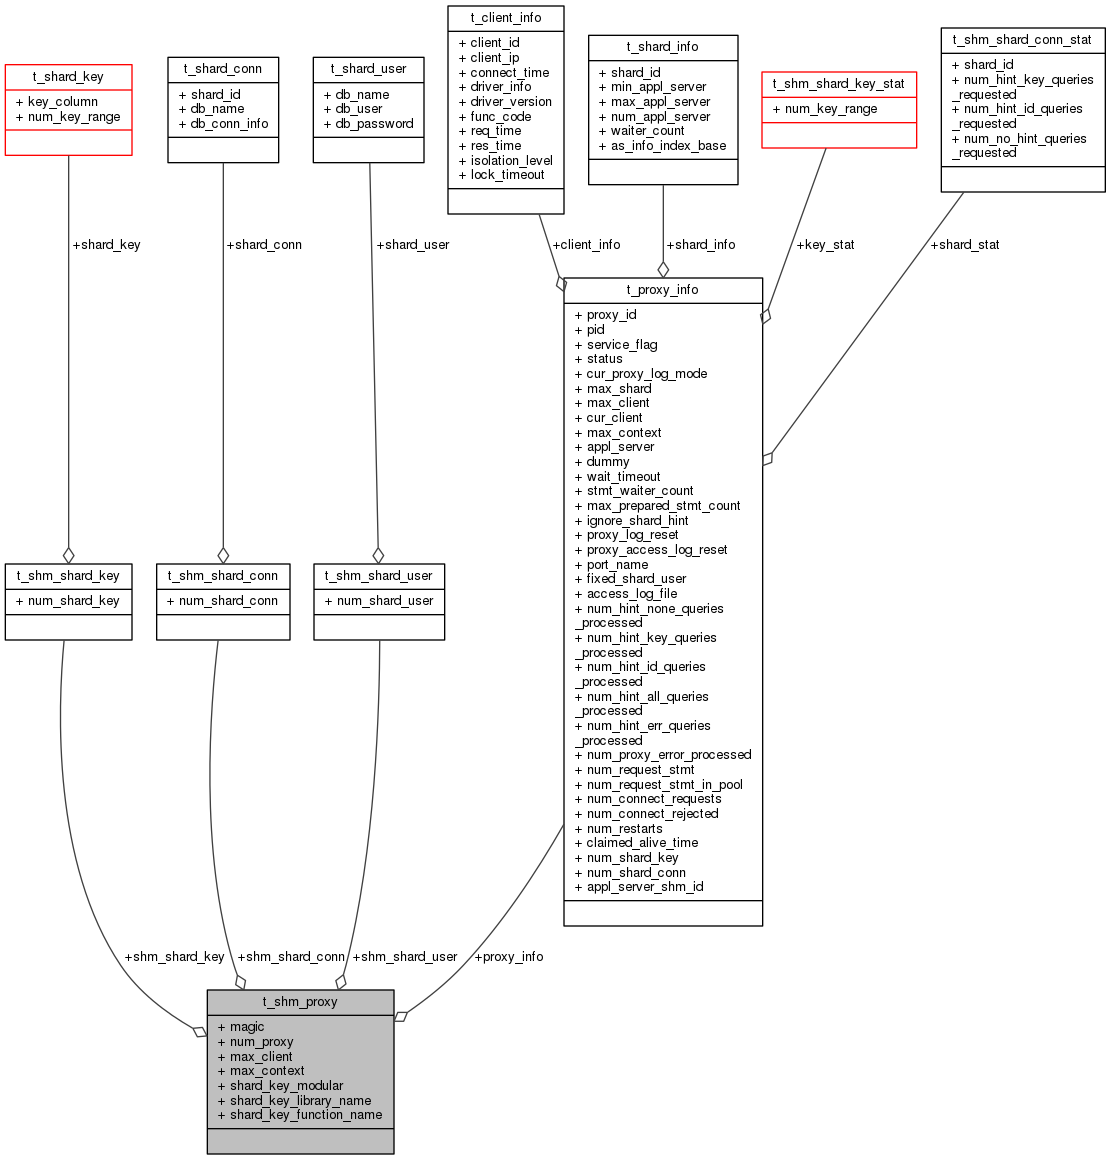 t_client_info
+ client_id
+ client_ip
+ connect_time
+ driver_info
+ driver_version
+ func_code
+ req_time
+ res_time
+ isolation_level
+ lock_timeout
t_shard_info
+ shard_id
+ min_appl_server
+ max_appl_server
+ num_appl_server
+ waiter_count
+ as_info_index_base
t_shm_shard_conn_stat
+ shard_id
+ num_hint_key_queries
_requested
+ num_hint_id_queries
_requested
+ num_no_hint_queries
_requested
t_shard_key
+ key_column
+ num_key_range
t_shard_conn
+ shard_id
+ db_name
+ db_conn_info
t_shard_user
+ db_name
+ db_user
+ db_password
t_shm_shard_key_stat
+ num_key_range
+shard_key
+shard_conn
+shard_user
+client_info
+shard_info
+key_stat
+shard_stat
t_proxy_info
+ proxy_id
+ pid
+ service_flag
+ status
+ cur_proxy_log_mode
+ max_shard
+ max_client
+ cur_client
+ max_context
+ appl_server
+ dummy
+ wait_timeout
+ stmt_waiter_count
+ max_prepared_stmt_count
+ ignore_shard_hint
+ proxy_log_reset
+ proxy_access_log_reset
+ port_name
+ fixed_shard_user
+ access_log_file
+ num_hint_none_queries
_processed
+ num_hint_key_queries
_processed
+ num_hint_id_queries
_processed
+ num_hint_all_queries
_processed
+ num_hint_err_queries
_processed
+ num_proxy_error_processed
+ num_request_stmt
+ num_request_stmt_in_pool
+ num_connect_requests
+ num_connect_rejected
+ num_restarts
+ claimed_alive_time
+ num_shard_key
+ num_shard_conn
+ appl_server_shm_id
t_shm_shard_key
+ num_shard_key
t_shm_shard_conn
+ num_shard_conn
t_shm_shard_user
+ num_shard_user
+shm_shard_key
+shm_shard_conn
+shm_shard_user
+proxy_info
t_shm_proxy
+ magic
+ num_proxy
+ max_client
+ max_context
+ shard_key_modular
+ shard_key_library_name
+ shard_key_function_name